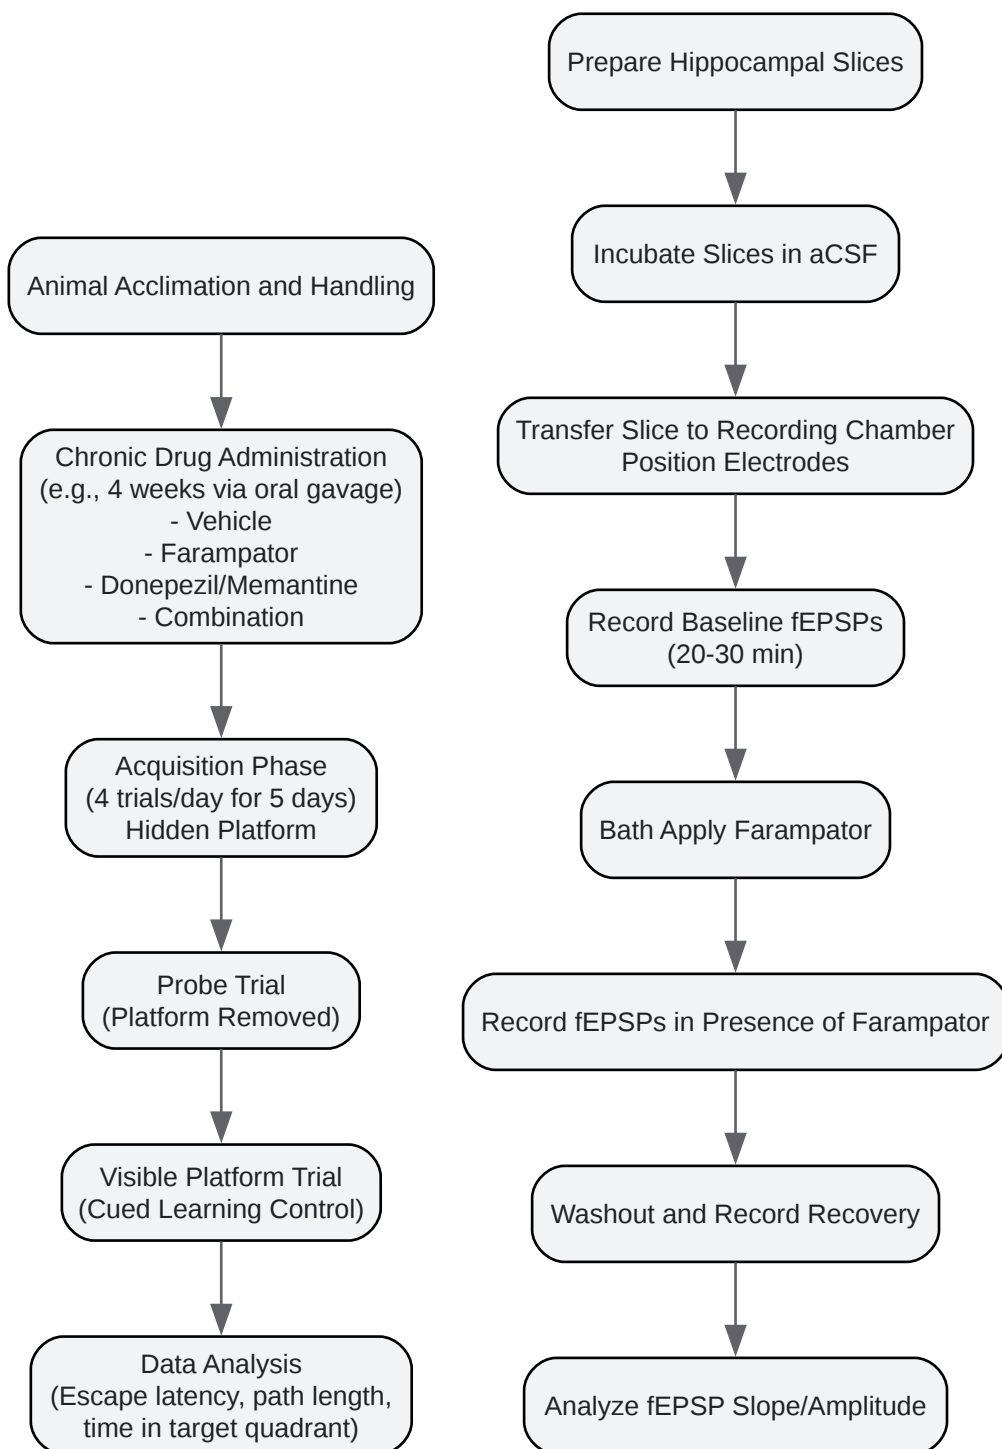 Animal Acclimation and Handling
Chronic Drug Administration
(e.g., 4 weeks via oral gavage)
- Vehicle
- Farampator
- Donepezil/Memantine
- Combination
Acquisition Phase
(4 trials/day for 5 days)
Hidden Platform
Probe Trial
(Platform Removed)
Visible Platform Trial
(Cued Learning Control)
Data Analysis
(Escape latency, path length,
time in target quadrant)
Prepare Hippocampal Slices
Incubate Slices in aCSF
Transfer Slice to Recording Chamber
Position Electrodes
Record Baseline fEPSPs
(20-30 min)
Bath Apply Farampator
Record fEPSPs in Presence of Farampator
Washout and Record Recovery
Analyze fEPSP Slope/Amplitude